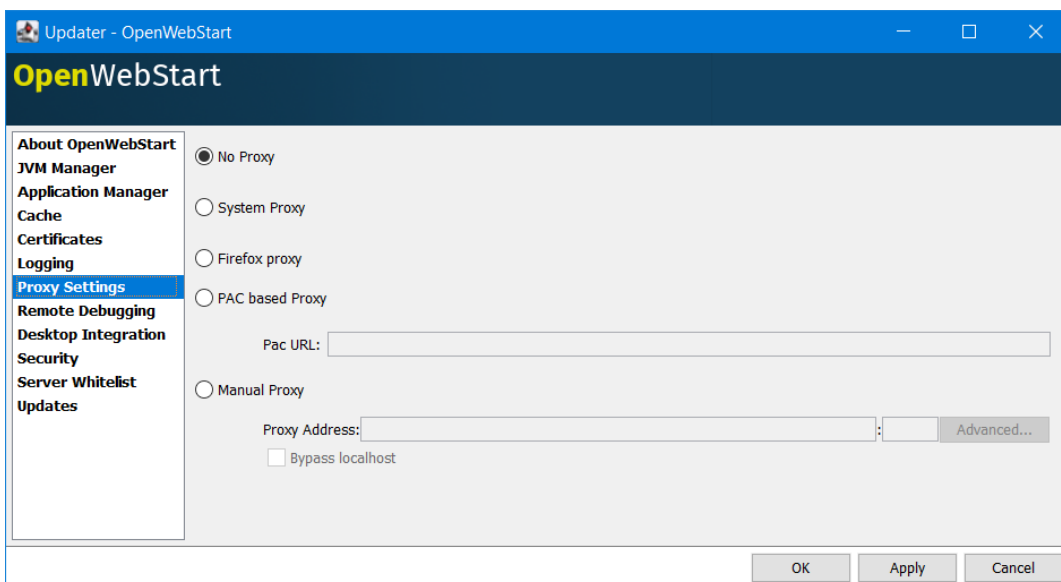 Updater - OpenWebStart
OpenWebStart
About OpenWebStart
JVM Manager
Application Manager
Cache
Certificates
Logging
Proxy Settings
Remote Debugging
Desktop Integration
Security
Server Whitelist
Updates
No Proxy
System Proxy
Firefox proxy
PAC based Proxy
Pac URL:
Manual Proxy
Proxy Address: : Advanced...
Bypass localhost
OK Apply Cancel